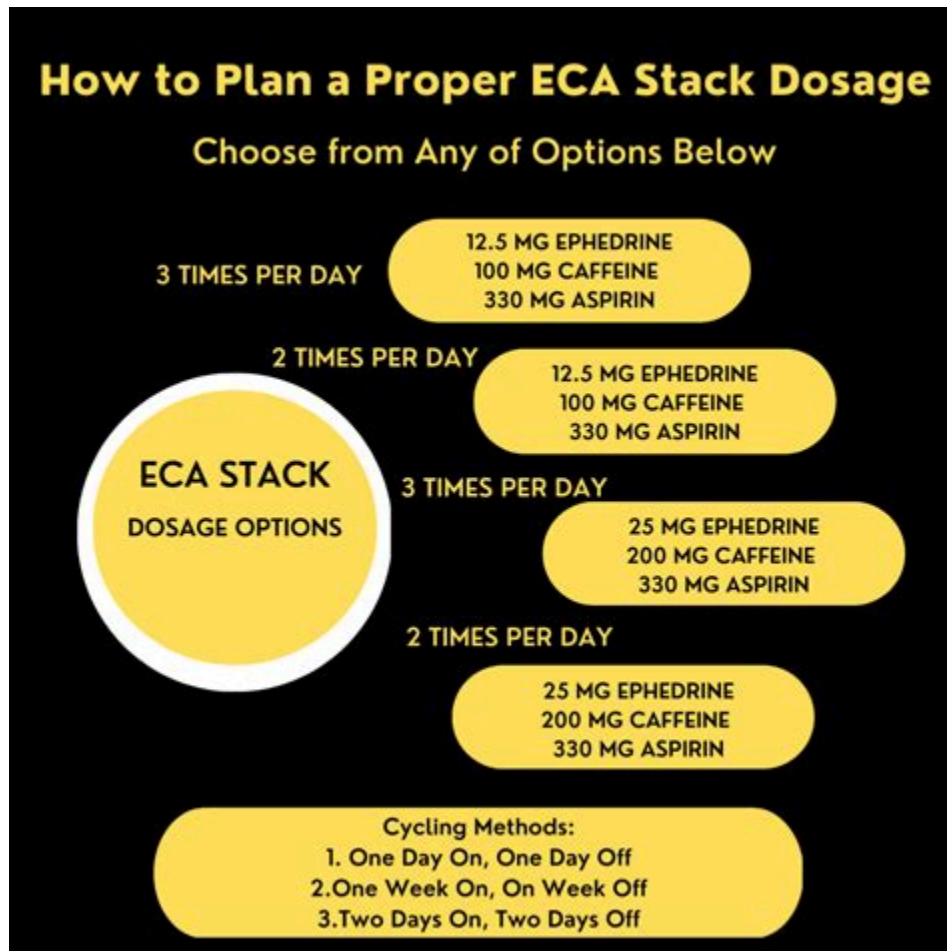 How to Plan a Proper ECA Stack Dosage
Choose from Any of Options Below
3 TIMES PER DAY
12.5 MG EPHEDRINE
100 MG CAFFEINE
330 MG ASPIRIN
2 TIMES PER DAY
12.5 MG EPHEDRINE
100 MG CAFFEINE
330 MG ASPIRIN
ECA STACK
DOSAGE OPTIONS
3 TIMES PER DAY
25 MG EPHEDRINE
200 MG CAFFEINE
330 MG ASPIRIN
2 TIMES PER DAY
25 MG EPHEDRINE
200 MG CAFFEINE
330 MG ASPIRIN
Cycling Methods:
1. One Day On, One Day Off
2.One Week On, On Week Off
3.Two Days On, Two Days Off